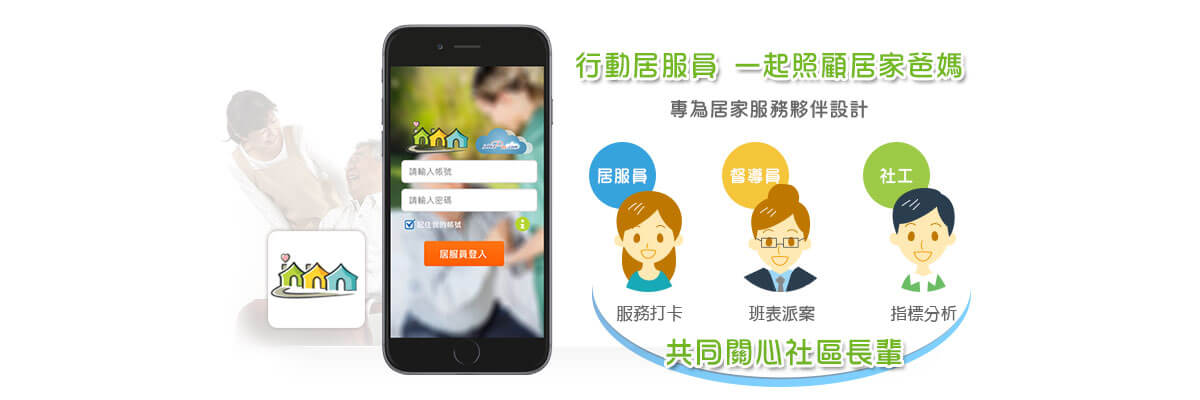 行動居服員 一起照顧居家爸媽
專為居家服務夥伴設計
請輸入帳號
請輸入密碼
記住我的帳號
居服員登入
居服員
督導員
社工
服務打卡
班表派案
指標分析
共同關心社區長輩